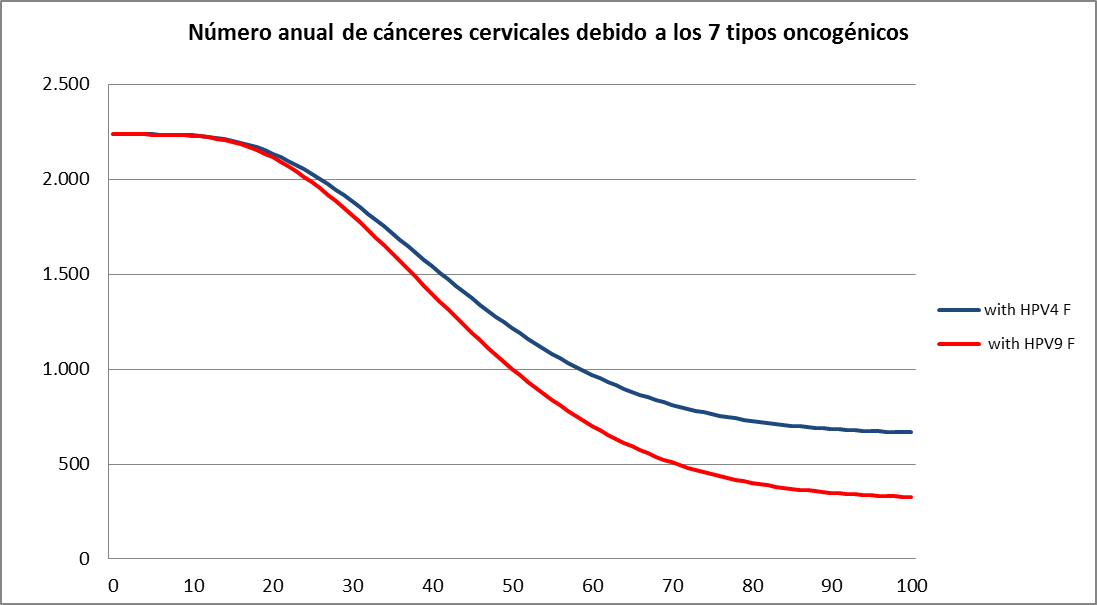 Número anual de cánceres cervicales debido a los 7 tipos oncogénicos
2.500
2.000
1.500
1.000
500
0
0 10 20 30 40 50 60 70 80 90 100
with HPV4 F
with HPV9 F